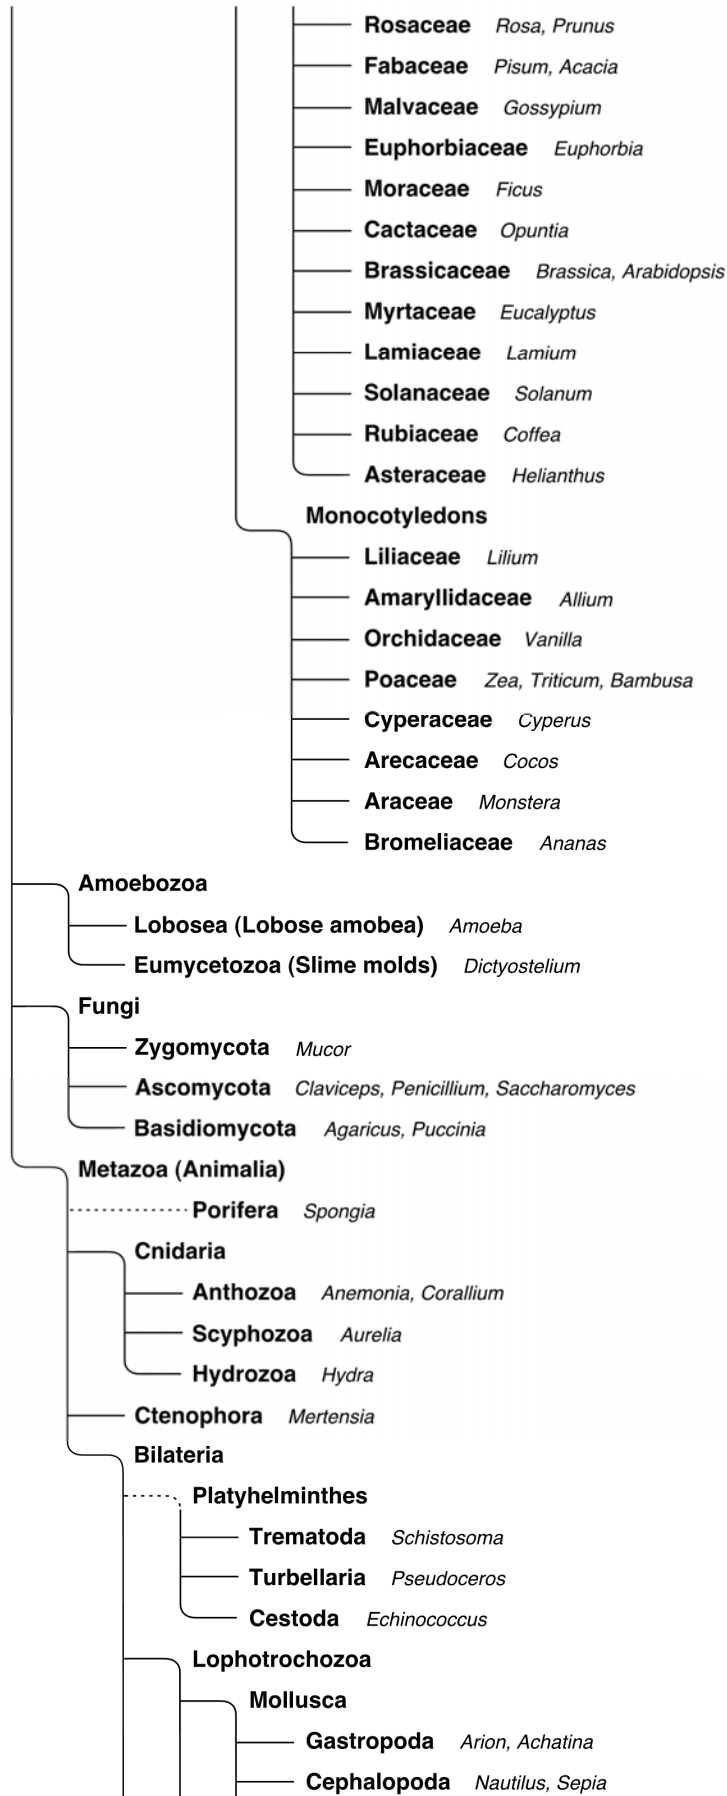 Rosaceae Rosa, Prunus
Fabaceae Pisum, Acacia
Malvaceae Gossypium
Euphorbiaceae Euphorbia
Moraceae Ficus
Cactaceae Opuntia
Brassicaceae Brassica, Arabidopsis
Myrtaceae Eucalyptus
Lamiaceae Lamium
Solanaceae Solanum
Rubiaceae Coffea
Asteraceae Helianthus
Monocotyledons
Liliaceae Lilium
Amaryllidaceae Allium
Orchidaceae Vanilla
Poaceae Zea, Triticum, Bambusa
Cyperaceae Cyperus
Arecaceae Cocos
Araceae Monstera
Bromeliaceae Ananas
Amoebozoa
Lobosea (Lobose amobea) Amoeba
Eumycetozoa (Slime molds) Dictyostelium
Fungi
Zygomycota Mucor
Ascomycota Claviceps, Penicillium, Saccharomyces
Basidiomycota Agaricus, Puccinia
Metazoa (Animalia)
Porifera Spongia
Cnidaria
Anthozoa Anemonia, Corallium
Scyphozoa Aurelia
Hydrozoa Hydra
Ctenophora Mertensia
Bilateria
Platyhelminthes
Trematoda Schistosoma
Turbellaria Pseudoceros
Cestoda Echinococcus
Lophotrochozoa
Mollusca
Gastropoda Arion, Achatina
Cephalopoda Nautilus, Sepia